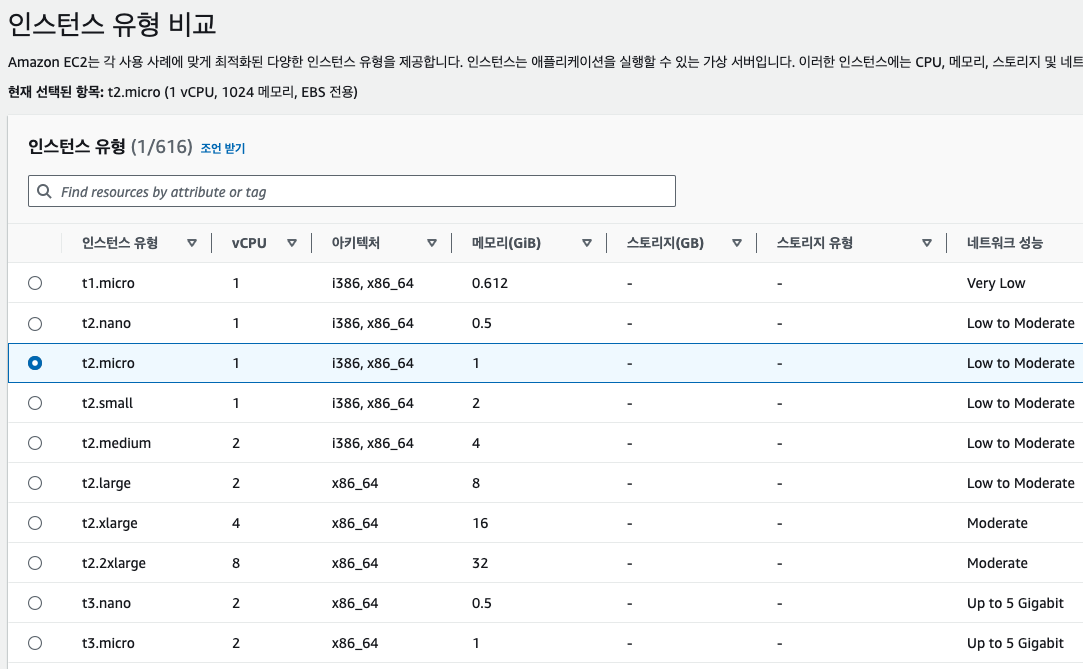 인스턴스 유형 비교
Amazon EC2는 각 사용 사례에 맞게 최적화된 다양한 인스턴스 유형을 제공합니다. 인스턴스는 애플리케이션을 실행할 수 있는 가상 서버입니다. 이러한 인스턴스에는 CPU, 메모리, 스토리지 및 네트
현재 선택된 항목: t2.micro (1 vCPU, 1024 메모리, EBS 전용)
인스턴스 유형 (1/616) 조언 받기
Find resources by attribute or tag
인스턴스 유형 vCPU 아키텍처 메모리(GiB) 스토리지(GB) 스토리지 유형 네트워크 성능
t1.micro 1 i386, x86_64 0.612 - - Very Low
t2.nano 1 i386, x86_64 0.5 - - Low to Moderate
t2.micro 1 i386, x86_64 1 - - Low to Moderate
t2.small 1 i386, x86_64 2 - - Low to Moderate
t2.medium 2 i386, x86_64 4 - - Low to Moderate
t2.large 2 x86_64 8 - - Low to Moderate
t2.xlarge 4 x86_64 16 - - Moderate
t2.2xlarge 8 x86_64 32 - - Moderate
t3.nano 2 x86_64 0.5 - - Up to 5 Gigabit
t3.micro 2 x86_64 1 - - Up to 5 Gigabit